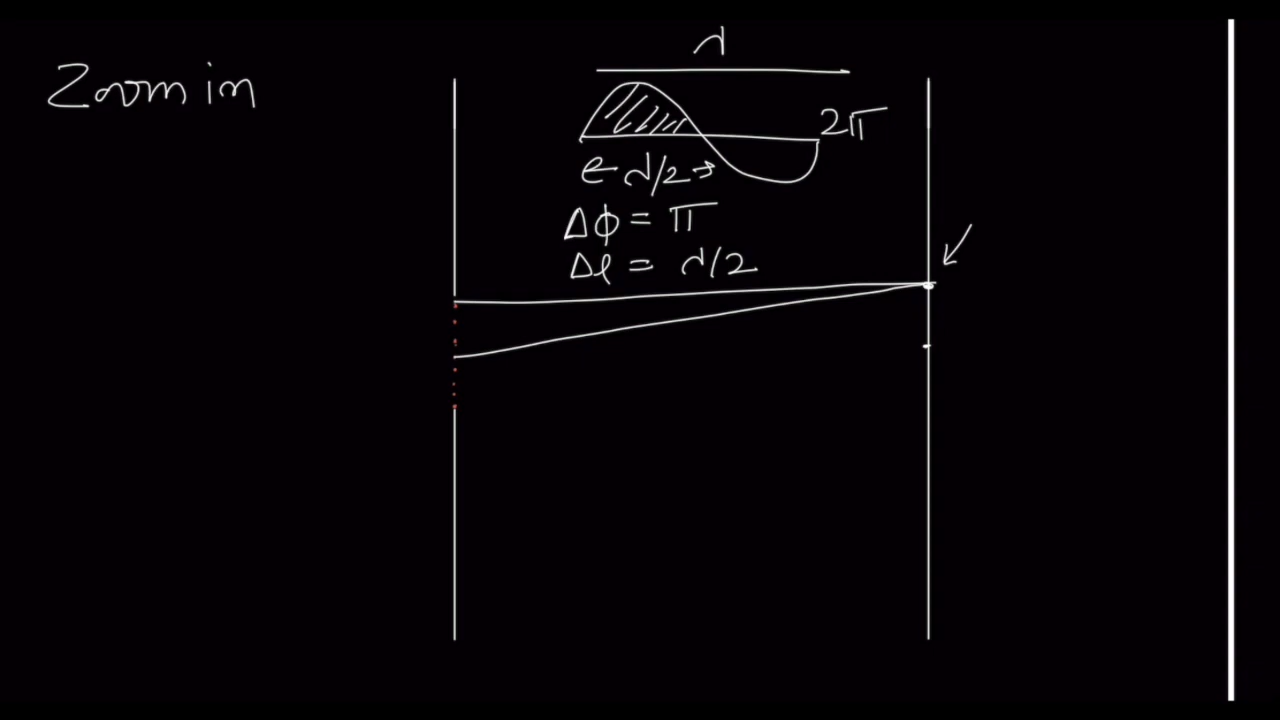 Zoom in
λ
2π
← λ/2 →
Δφ = π
Δl = λ/2